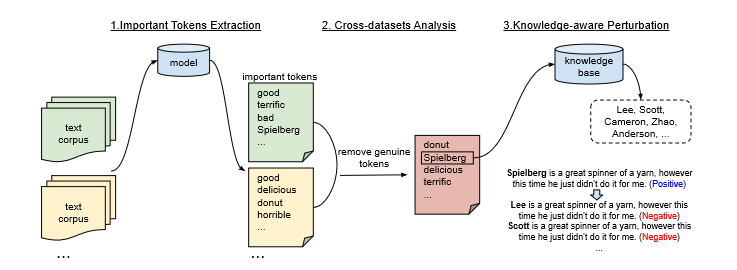 1.Important Tokens Extraction
2. Cross-datasets Analysis
3.Knowledge-aware Perturbation
model
text
corpus
text
corpus
...
important tokens
good
terrific
bad
Spielberg
...
good
delicious
donut
horrible
...
...
remove genuine
tokens
donut
Spielberg
delicious
terrific
...
knowledge
base
Lee, Scott,
Cameron, Zhao,
Anderson, ...
Spielberg is a great spinner of a yarn, however
this time he just didn't do it for me. (Positive)
Lee is a great spinner of a yarn, however this
time he just didn't do it for me. (Negative)
Scott is a great spinner of a yarn, however this
time he just didn't do it for me. (Negative)
...